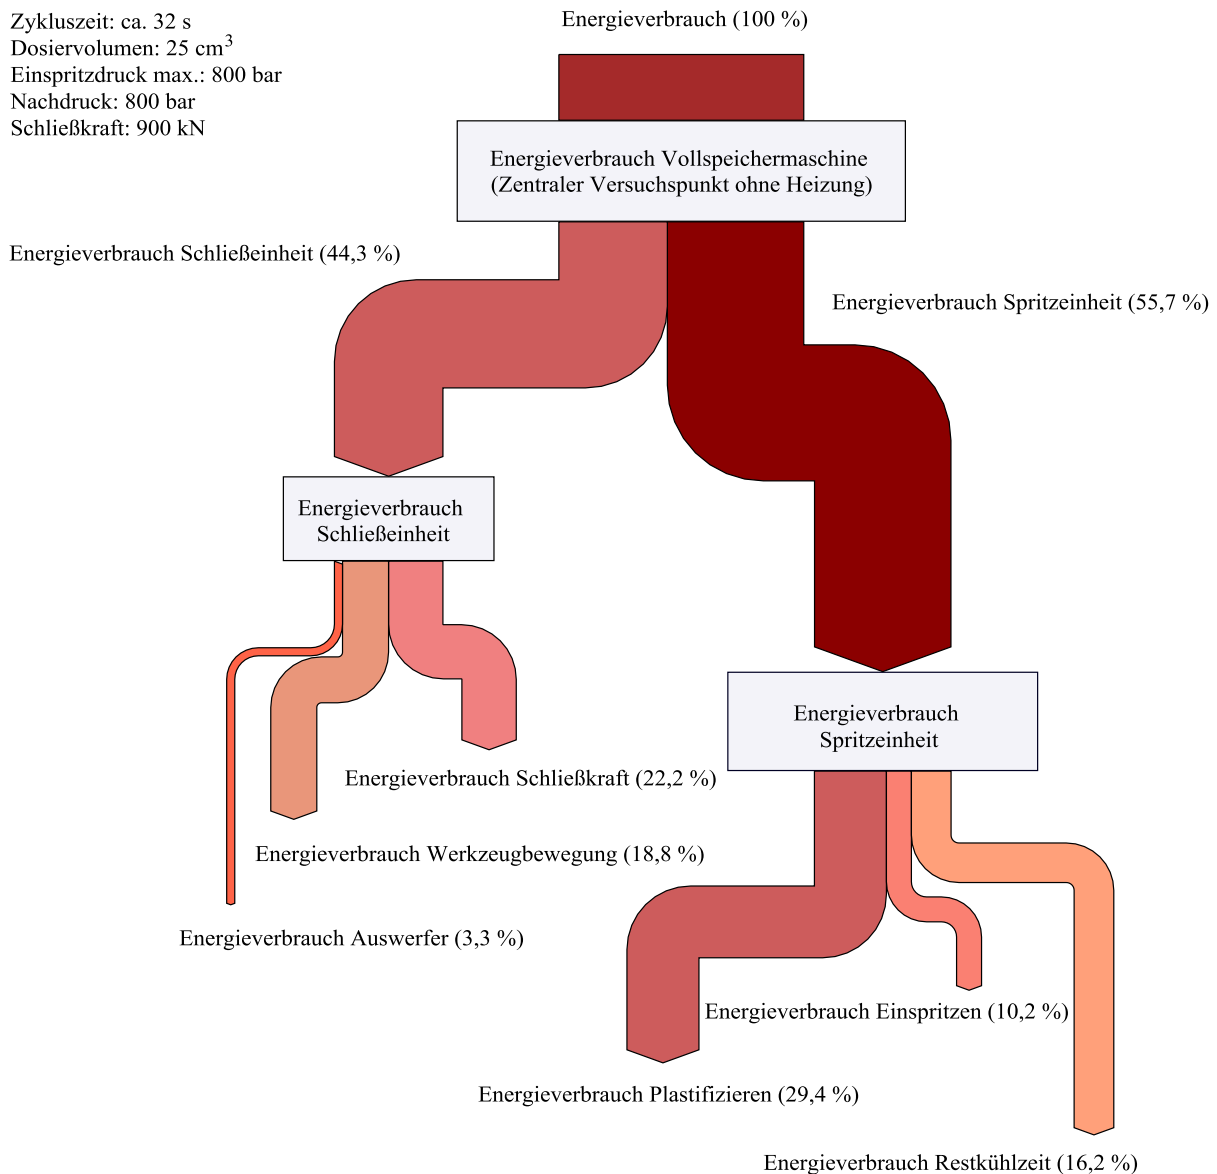 Zykluszeit: ca. 32 s
Dosiervolumen: 25 cm³
Einspritzdruck max.: 800 bar
Nachdruck: 800 bar
Schließkraft: 900 kN
Energieverbrauch (100 %)
Energieverbrauch Vollspeichermaschine
(Zentraler Versuchspunkt ohne Heizung)
Energieverbrauch Schließeinheit (44,3 %)
Energieverbrauch Spritzeinheit (55,7 %)
Energieverbrauch
Schließeinheit
Energieverbrauch
Spritzeinheit
Energieverbrauch Schließkraft (22,2 %)
Energieverbrauch Werkzeugbewegung (18,8 %)
Energieverbrauch Auswerfer (3,3 %)
Energieverbrauch Einspritzen (10,2 %)
Energieverbrauch Plastifizieren (29,4 %)
Energieverbrauch Restkühlzeit (16,2 %)